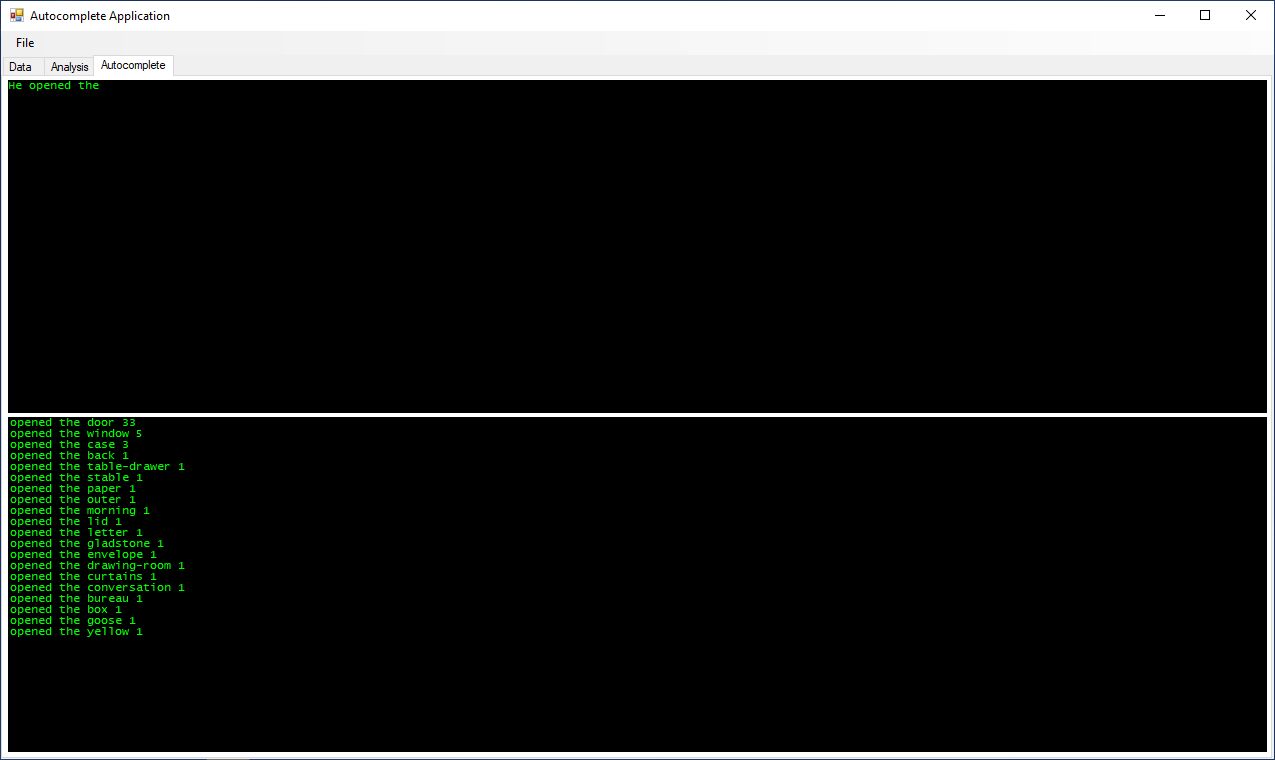 Autocomplete Application
File
Data Analysis Autocomplete
He opened the
opened the door 33
opened the window 5
opened the case 3
opened the back 1
opened the table-drawer 1
opened the stable 1
opened the paper 1
opened the outer 1
opened the morning 1
opened the lid 1
opened the letter 1
opened the gladstone 1
opened the envelope 1
opened the drawing-room 1
opened the curtains 1
opened the conversation 1
opened the bureau 1
opened the box 1
opened the goose 1
opened the yellow 1